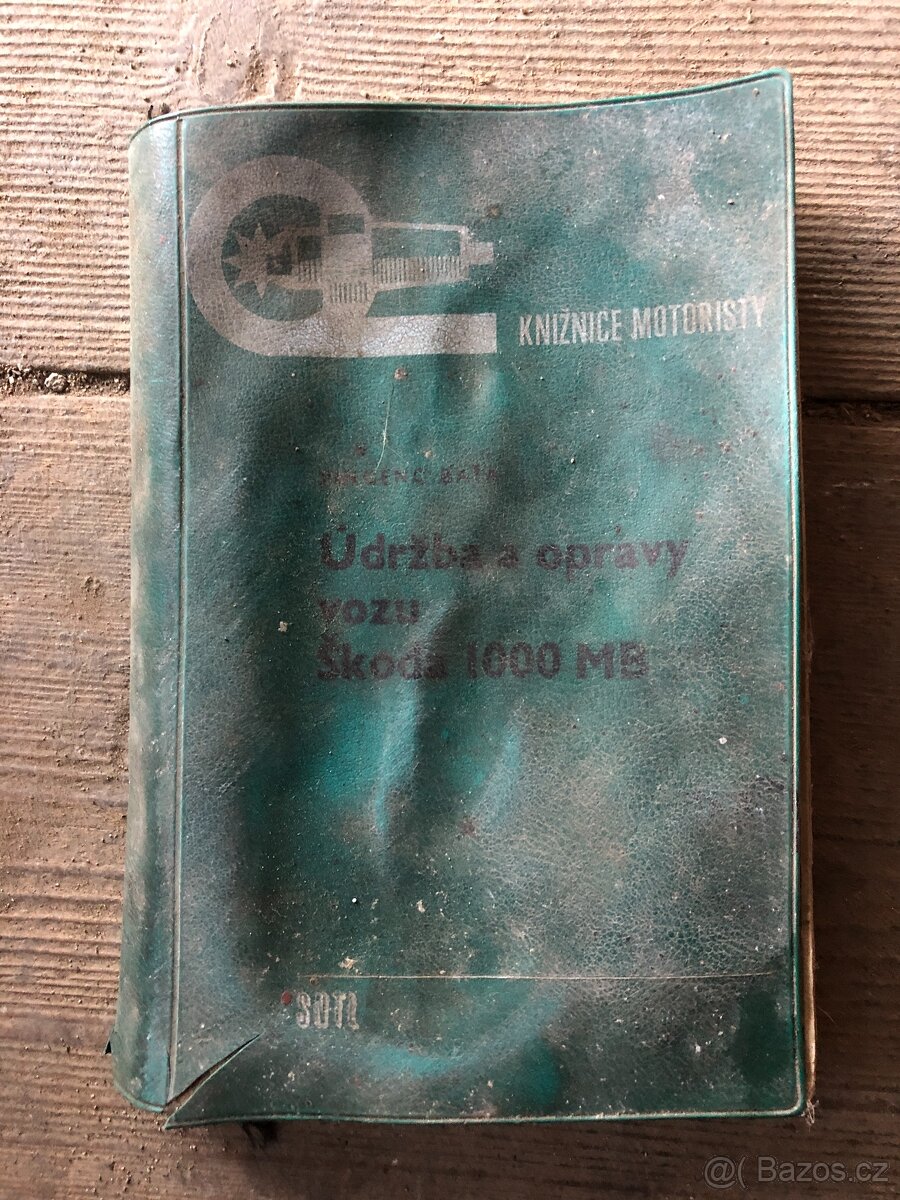 KNIŽNICE MOTORISTY
Údržba a opravy
vozu
Škoda 1000 MB
SNTL
@( Bazos.cz